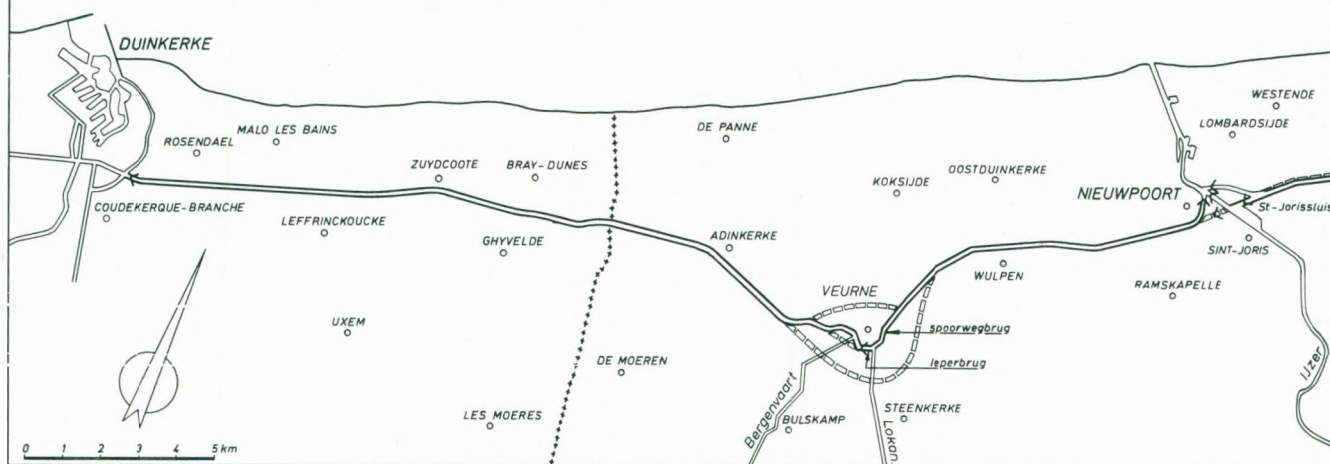 DUINKERKE
WESTENDE
LOMBARDSIJDE
DE PANNE
MALO LES BAINS
ROSENDAEL
ZUYDCOOTE
BRAY-DUNES
OOSTDUINKERKE
KOKSIJDE
NIEUWPOORT
St-Jorissluis
COUDEKERQUE-BRANCHE
LEFFRINCKOUCKE
GHYVELDE
ADINKERKE
SINT-JORIS
WULPEN
RAMSKAPELLE
VEURNE
UXEM
spoorwegbrug
DE MOEREN
Ieperbrug
IJzer
Bergenvaart
LES MOERES
BULSKAMP
STEENKERKE
Lokan.
0 1 2 3 4 5 km